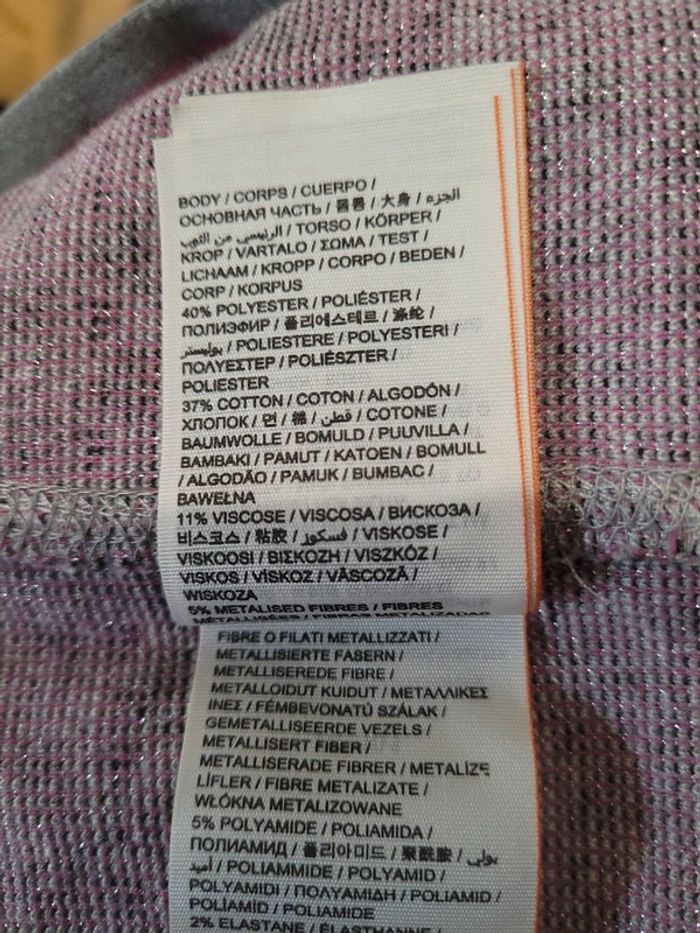 BODY / CORPS / CUERPO /
ОСНОВНАЯ ЧАСТЬ / 몸통 / 大身 / الجزء
الرئيسي من الثوب / TORSO / KÖRPER /
KROP / VARTALO / ΣΩΜΑ / TEST /
LICHAAM / KROPP / CORPO / BEDEN /
CORP / KORPUS
40% POLYESTER / POLIÉSTER /
ПОЛИЭФИР / 폴리에스테르 / 涤纶 /
بوليستر / POLIESTERE / POLYESTERI /
ΠΟΛΥΕΣΤΕΡ / POLIÉSZTER /
POLIESTER
37% COTTON / COTON / ALGODÓN /
ХЛОПОК / 면 / 棉 / قطن / COTONE /
BAUMWOLLE / BOMULD / PUUVILLA /
BAMBAKI / PAMUT / KATOEN / BOMULL
/ ALGODÃO / PAMUK / BUMBAC /
BAWEŁNA
11% VISCOSE / VISCOSA / ВИСКОЗА /
비스코스 / 粘胶 / فسكوز / VISKOSE /
VISKOOSI / ΒΙΣΚΟΖΗ / VISZKÓZ /
VISKOS / VİSKOZ / VÂSCOZĂ /
WISKOZA
5% METALISED FIBRES / FIBRES
MÉTALLISÉES / FIBRAS METALIZADAS
FIBRE O FILATI METALLIZZATI /
METALLISIERTE FASERN /
METALLISEREDE FIBRE /
METALLOIDUT KUIDUT / ΜΕΤΑΛΛΙΚΕΣ
ΙΝΕΣ / FÉMBEVONATÚ SZÁLAK /
GEMETALLISEERDE VEZELS /
METALLISERT FIBER /
METALLISERADE FIBRER / METALİZE
LİFLER / FIBRE METALIZATE /
WŁÓKNA METALIZOWANE
5% POLYAMIDE / POLIAMIDA /
ПОЛИАМИД / 폴리아미드 / 聚酰胺 / بولي
أميد / POLIAMMIDE / POLYAMID /
POLYAMIDI / ΠΟΛΥΑΜΙΔΗ / POLIAMID /
POLIAMİD / POLIAMIDE
2% ELASTANE / ÉLASTHANNE /